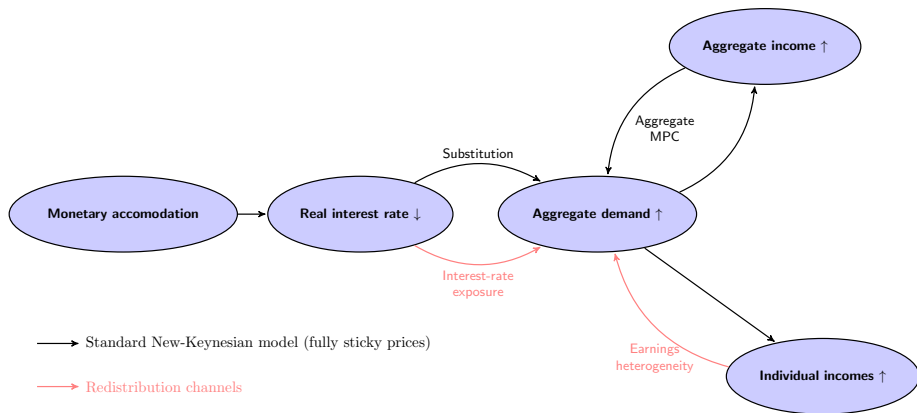 Aggregate income ↑
Aggregate
MPC
Substitution
Monetary accomodation
Real interest rate ↓
Aggregate demand ↑
Interest-rate
exposure
Standard New-Keynesian model (fully sticky prices)
Earnings
heterogeneity
Individual incomes ↑
Redistribution channels